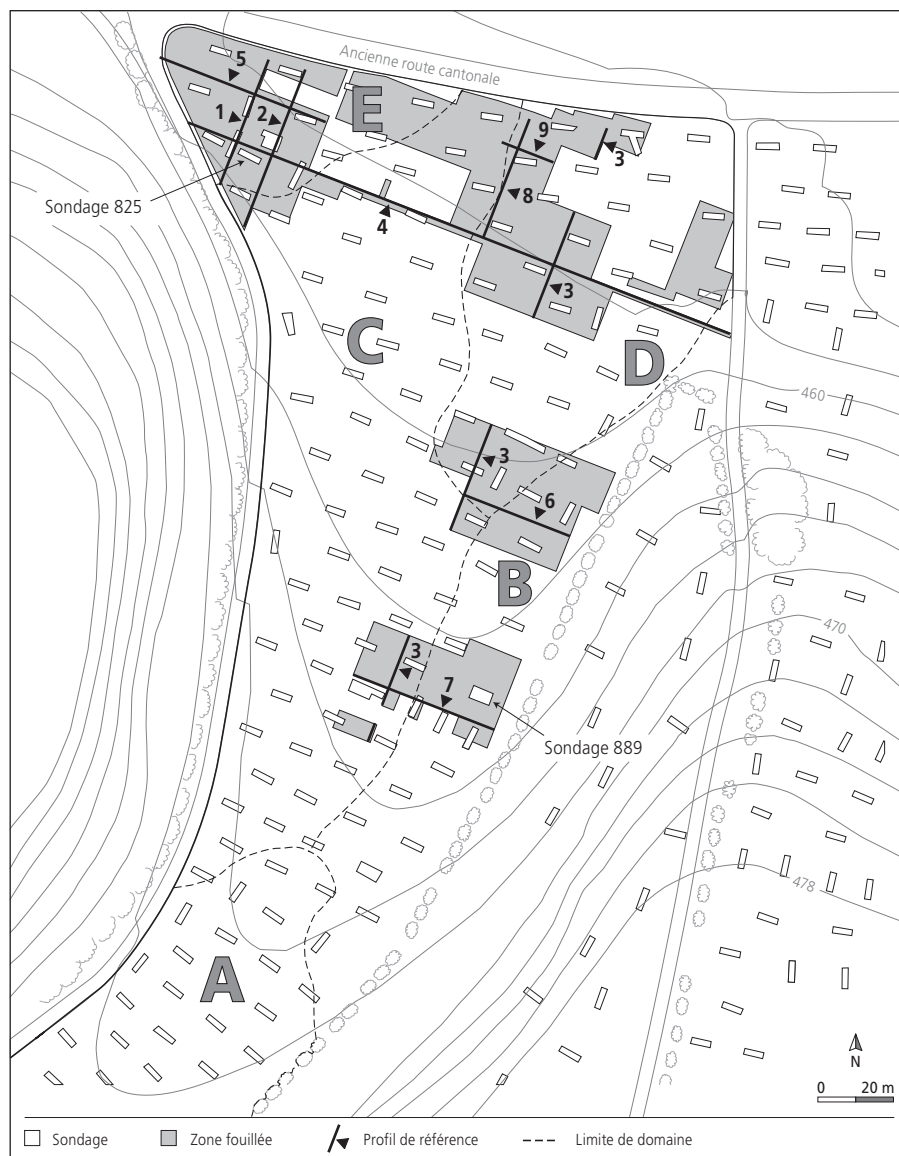 Ancienne route cantonale
5
E
1
2
9
3
8
Sondage 825
4
3
C
D
460
3
6
B
470
3
7
Sondage 889
478
A
N
0 20 m
Sondage Zone fouillée Profil de référence Limite de domaine